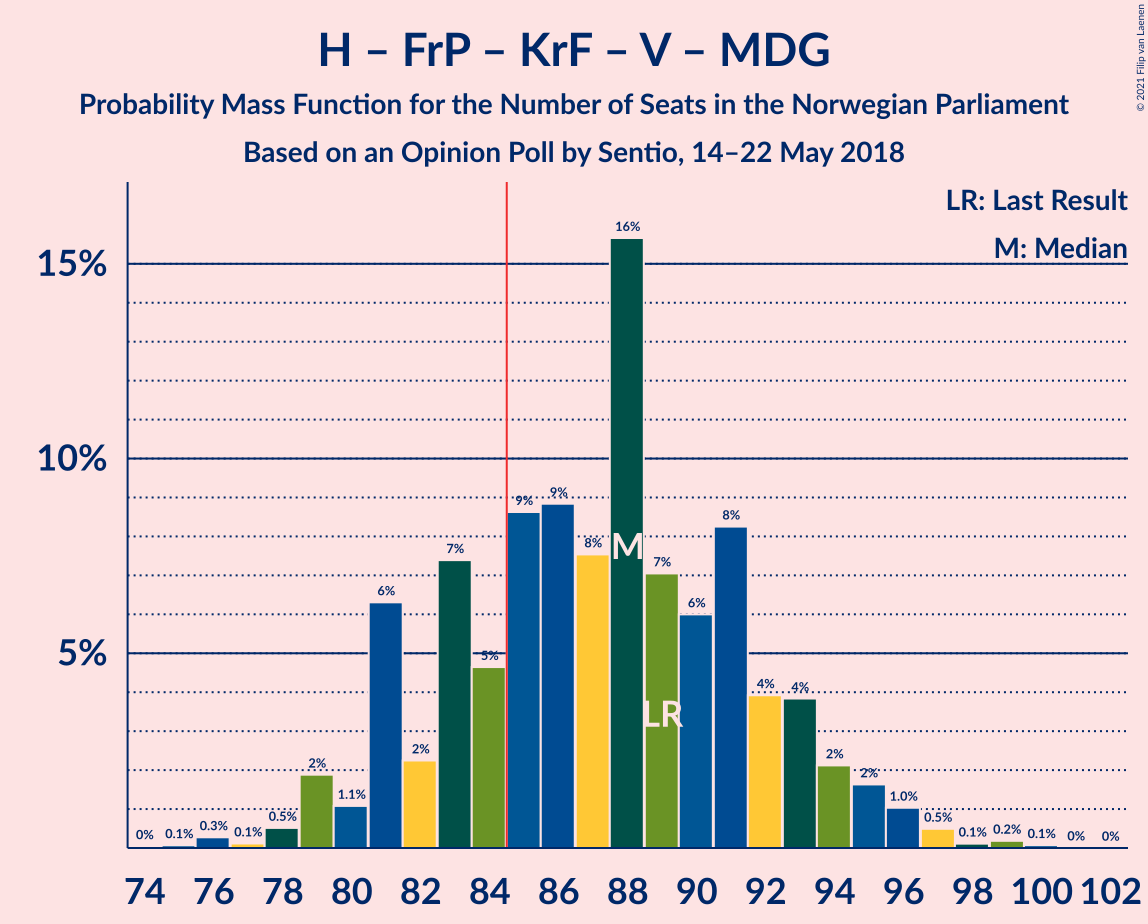 H – FrP – KrF – V – MDG
Probability Mass Function for the Number of Seats in the Norwegian Parliament
Based on an Opinion Poll by Sentio, 14–22 May 2018
© 2021 Filip van Laenen
LR: Last Result
M: Median
15%
10%
5%
0% 0.1% 0.3% 0.1% 0.5% 2% 1.1% 6% 2% 7% 5% 9% 9% 8% 16% 7% 6% 8% 4% 4% 2% 2% 1.0% 0.5% 0.1% 0.2% 0.1% 0% 0%
M
LR
74 76 78 80 82 84 86 88 90 92 94 96 98 100 102